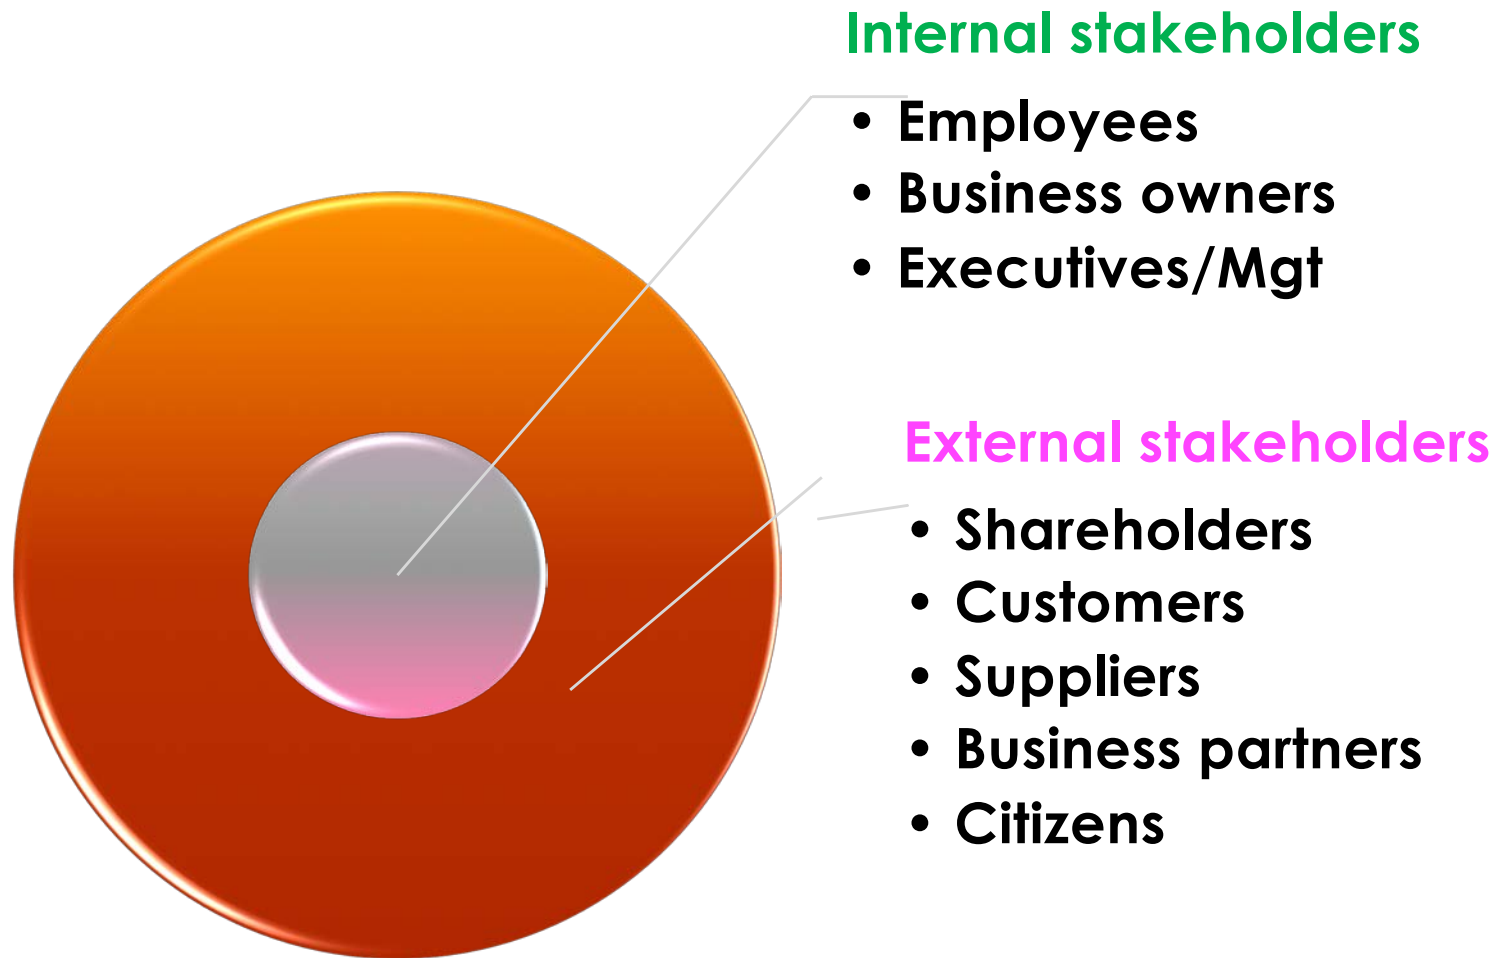 Internal stakeholders
• Employees
• Business owners
• Executives/Mgt
External stakeholders
• Shareholders
• Customers
• Suppliers
• Business partners
• Citizens